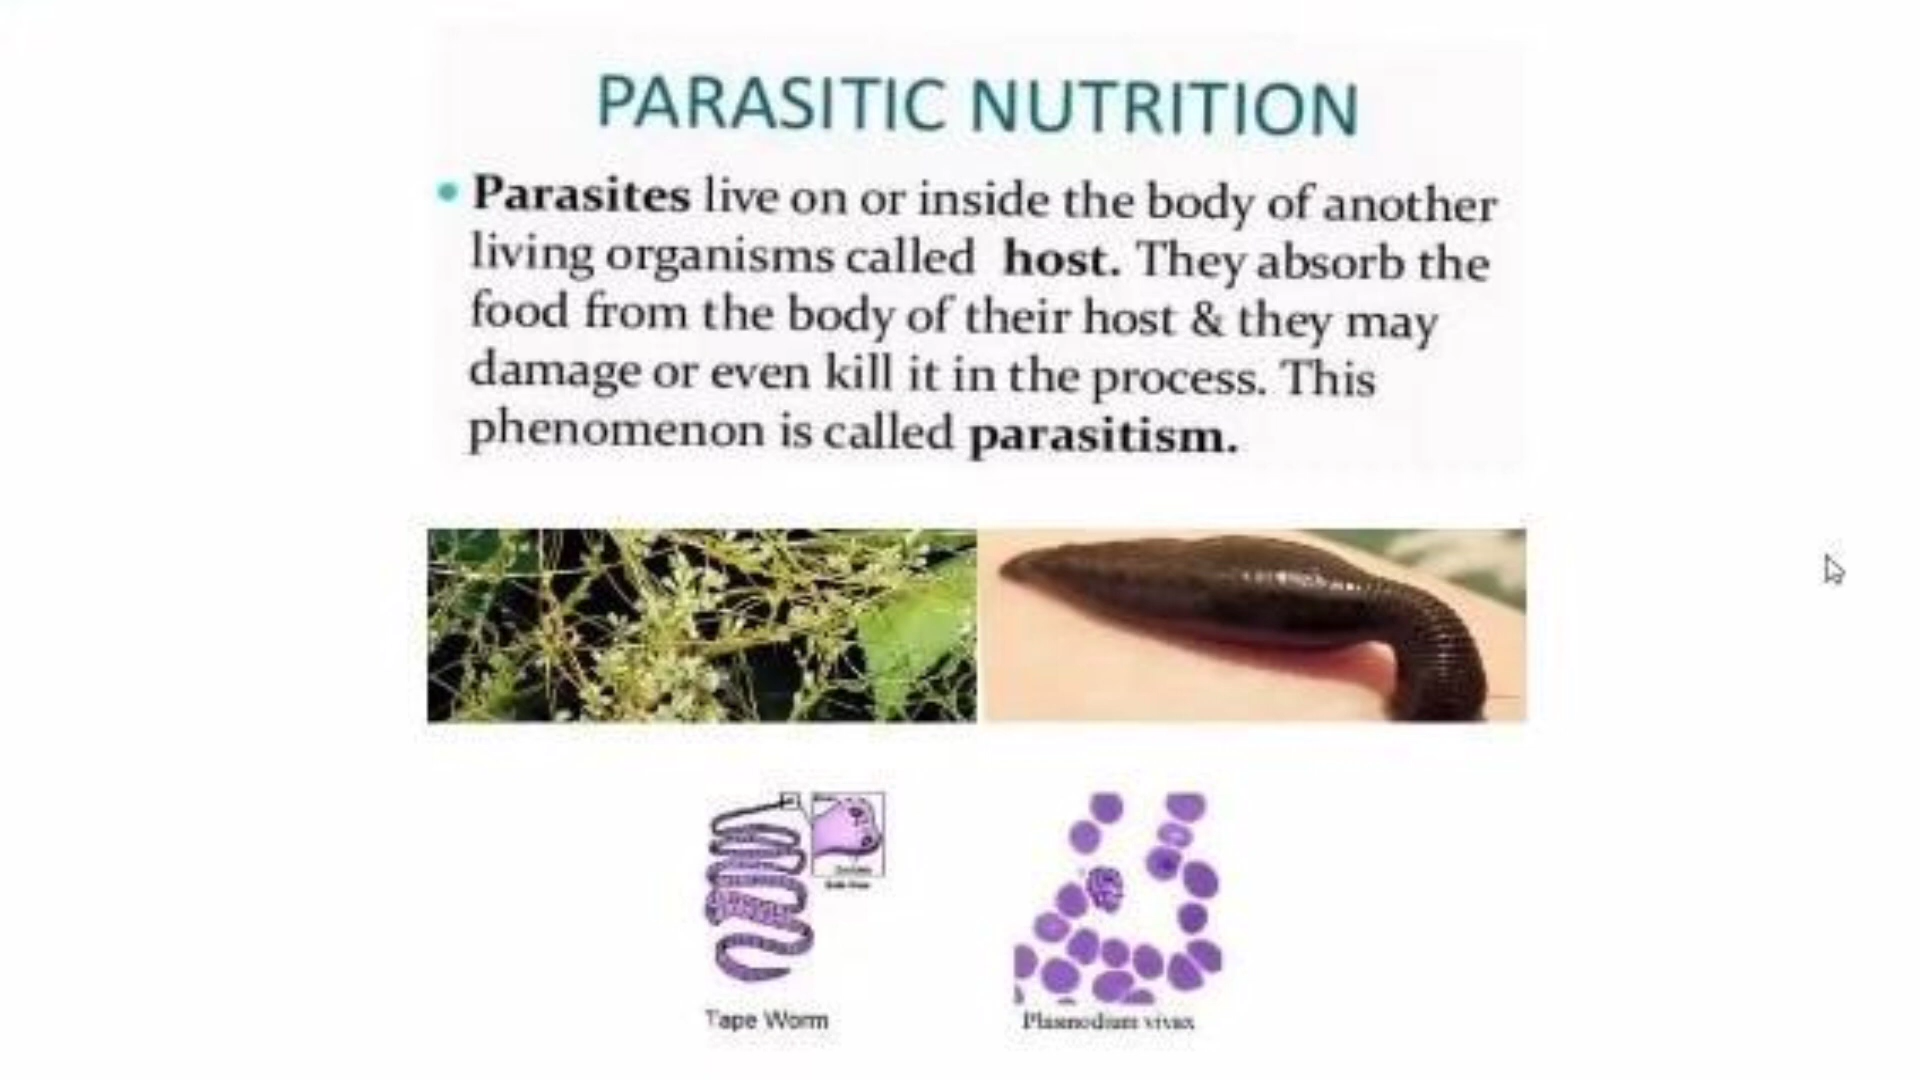 PARASITIC NUTRITION
• Parasites live on or inside the body of another
living organisms called host. They absorb the
food from the body of their host & they may
damage or even kill it in the process. This
phenomenon is called parasitism.
Tape Worm
Plasmodium vivax